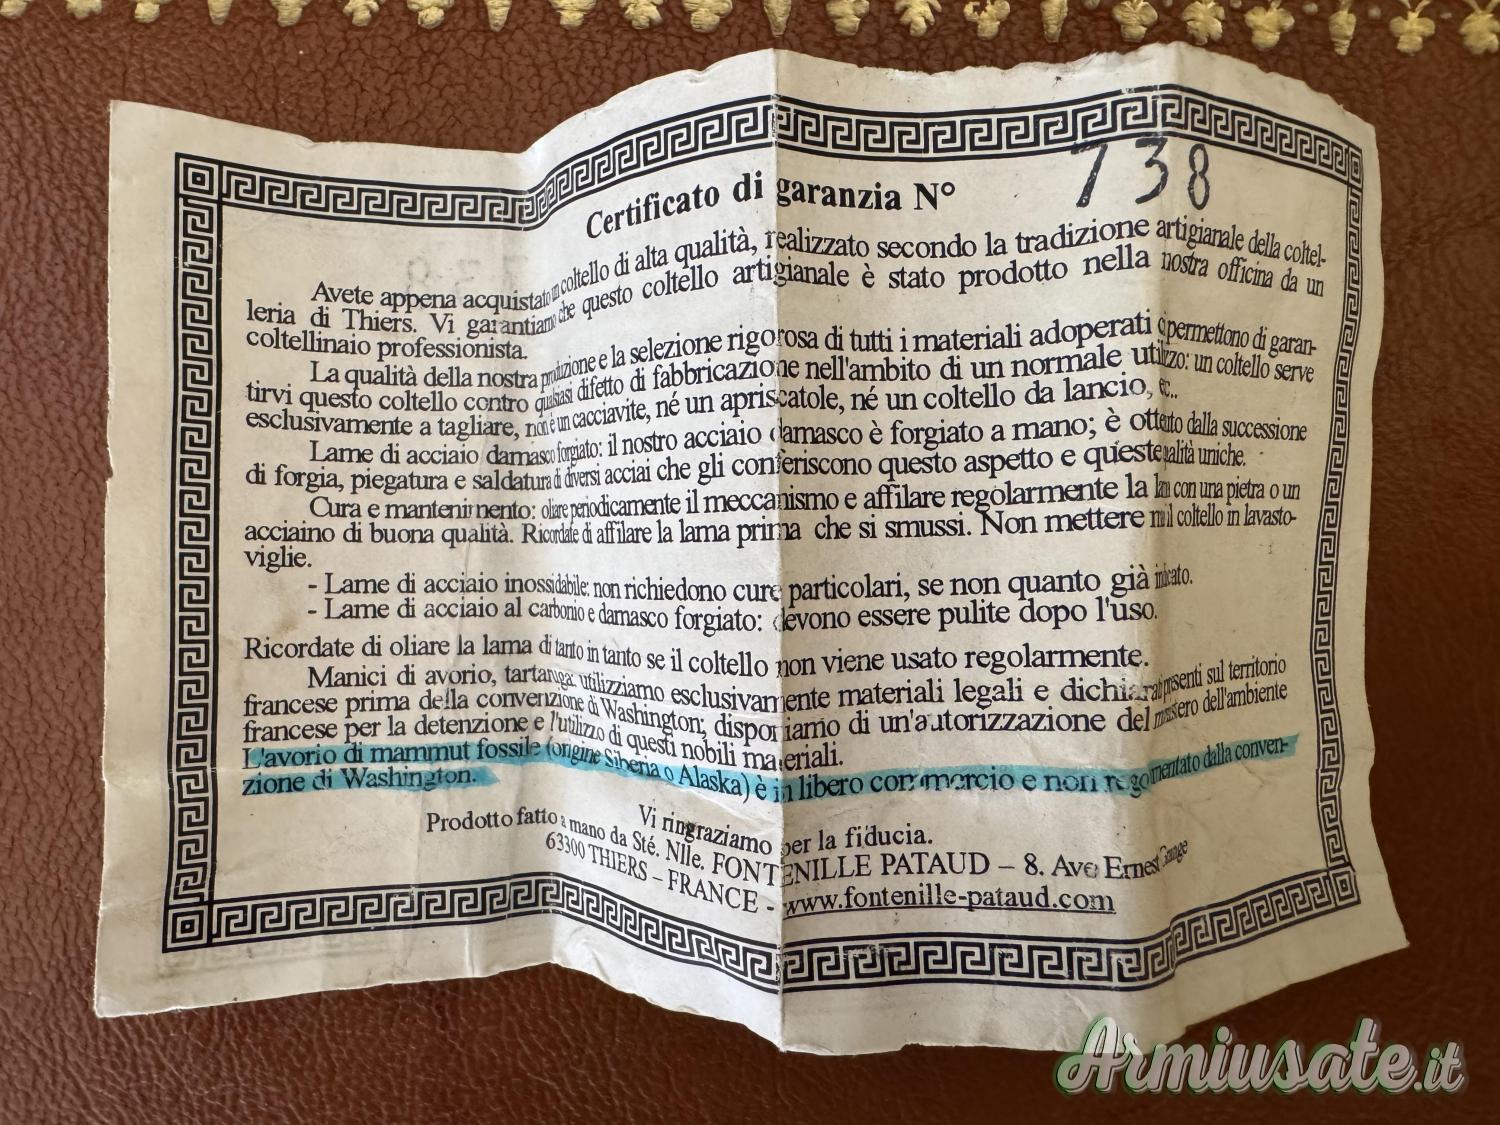 Certificato di garanzia N° 738
Avete appena acquistato un coltello di alta qualità, realizzato secondo la tradizione artigianale della coltel-
leria di Thiers. Vi garantiamo che questo coltello artigianale è stato prodotto nella nostra officina da un
coltellinaio professionista.
La qualità della nostra produzione e la selezione rigorosa di tutti i materiali adoperati ci permettono di garan-
tirvi questo coltello contro qualsiasi difetto di fabbricazione nell'ambito di un normale utilizzo: un coltello serve
esclusivamente a tagliare, non è un cacciavite, né un apriscatole, né un coltello da lancio, ec..
Lame di acciaio damasco forgiato: il nostro acciaio damasco è forgiato a mano; è ottenuto dalla successione
di forgia, piegatura e saldatura di diversi acciai che gli conferiscono questo aspetto e queste qualità uniche.
Cura e mantenimento: oliare periodicamente il meccanismo e affilare regolarmente la lama con una pietra o un
acciaino di buona qualità. Ricordate di affilare la lama prima che si smussi. Non mettere mai il coltello in lavasto-
viglie.
- Lame di acciaio inossidabile: non richiedono cure particolari, se non quanto già indicato.
- Lame di acciaio al carbonio e damasco forgiato: devono essere pulite dopo l'uso.
Ricordate di oliare la lama di tanto in tanto se il coltello non viene usato regolarmente.
Manici di avorio, tartaruga: utilizziamo esclusivamente materiali legali e dichiarati presenti sul territorio
francese prima della convenzione di Washington; disponiamo di un'autorizzazione del ministero dell'ambiente
francese per la detenzione e l'utilizzo di questi nobili materiali.
L'avorio di mammut fossile (origine Siberia o Alaska) è in libero commercio e non regolamentato dalla conven-
zione di Washington.
Vi ringraziamo per la fiducia.
Prodotto fatto a mano da Sté. Nlle. FONTENILLE PATAUD – 8. Ave Ernest Grange
63300 THIERS – FRANCE - www.fontenille-pataud.com
Armiusate.it